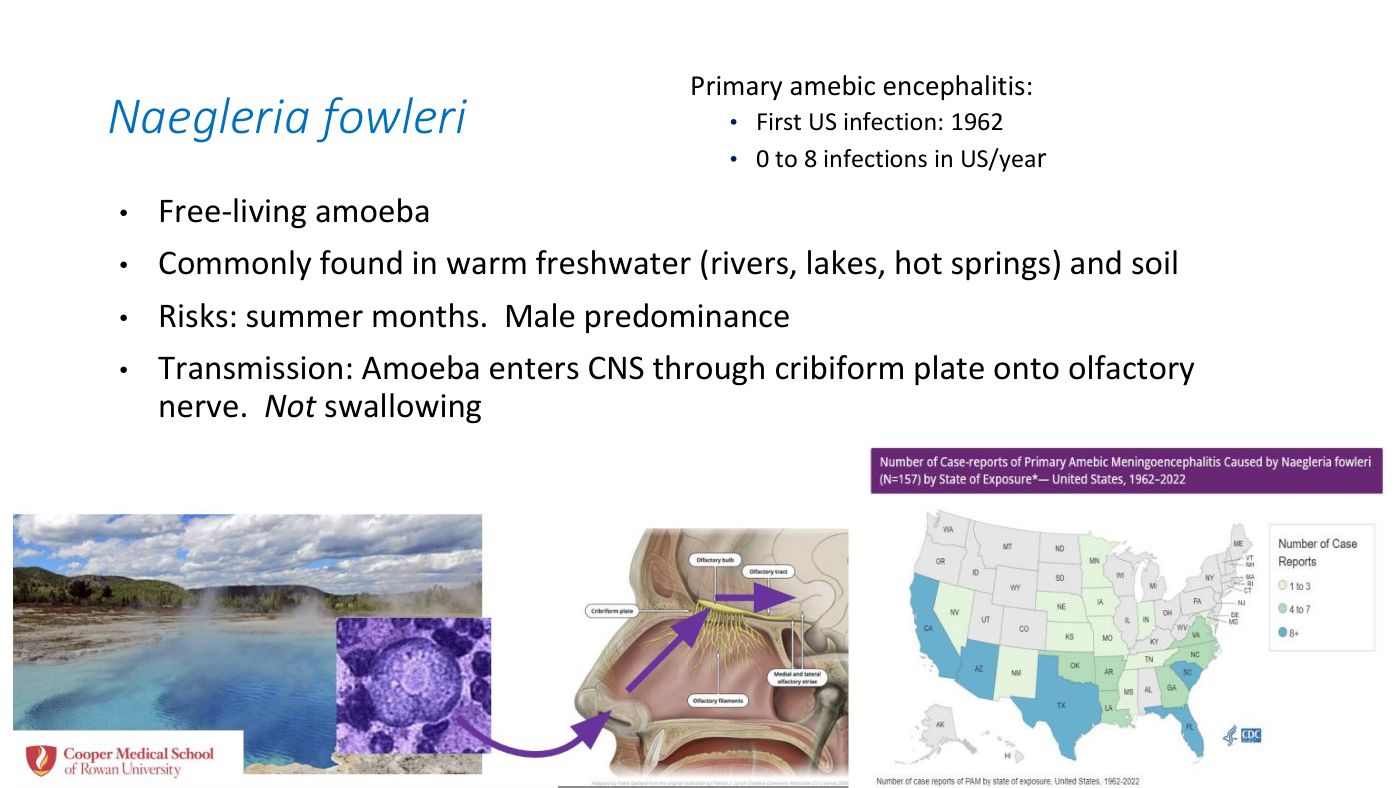 Naegleria fowleri
Primary amebic encephalitis:
• First US infection: 1962
• 0 to 8 infections in US/year
• Free-living amoeba
• Commonly found in warm freshwater (rivers, lakes, hot springs) and soil
• Risks: summer months.  Male predominance
• Transmission: Amoeba enters CNS through cribiform plate onto olfactory
nerve.  Not swallowing
Cooper Medical School
of Rowan University
Olfactory bulb
Olfactory tract
Cribriform plate
Medial and lateral
olfactory striae
Olfactory filaments
Number of Case-reports of Primary Amebic Meningoencephalitis Caused by Naegleria fowleri
(N=157) by State of Exposure*— United States, 1962–2022
WA
MT
ND
MN
ME
VT
NH
OR
ID
SD
WI
MI
NY
MA
RI
CT
WY
NE
IA
PA
NJ
NV
UT
CO
IL
IN
OH
DE
MD
CA
KS
MO
KY
WV
VA
AZ
NM
OK
AR
TN
NC
TX
LA
MS
AL
GA
SC
FL
AK
HI
Number of Case
Reports
1 to 3
4 to 7
8+
CDC
Number of case reports of PAM by state of exposure, United States, 1962-2022